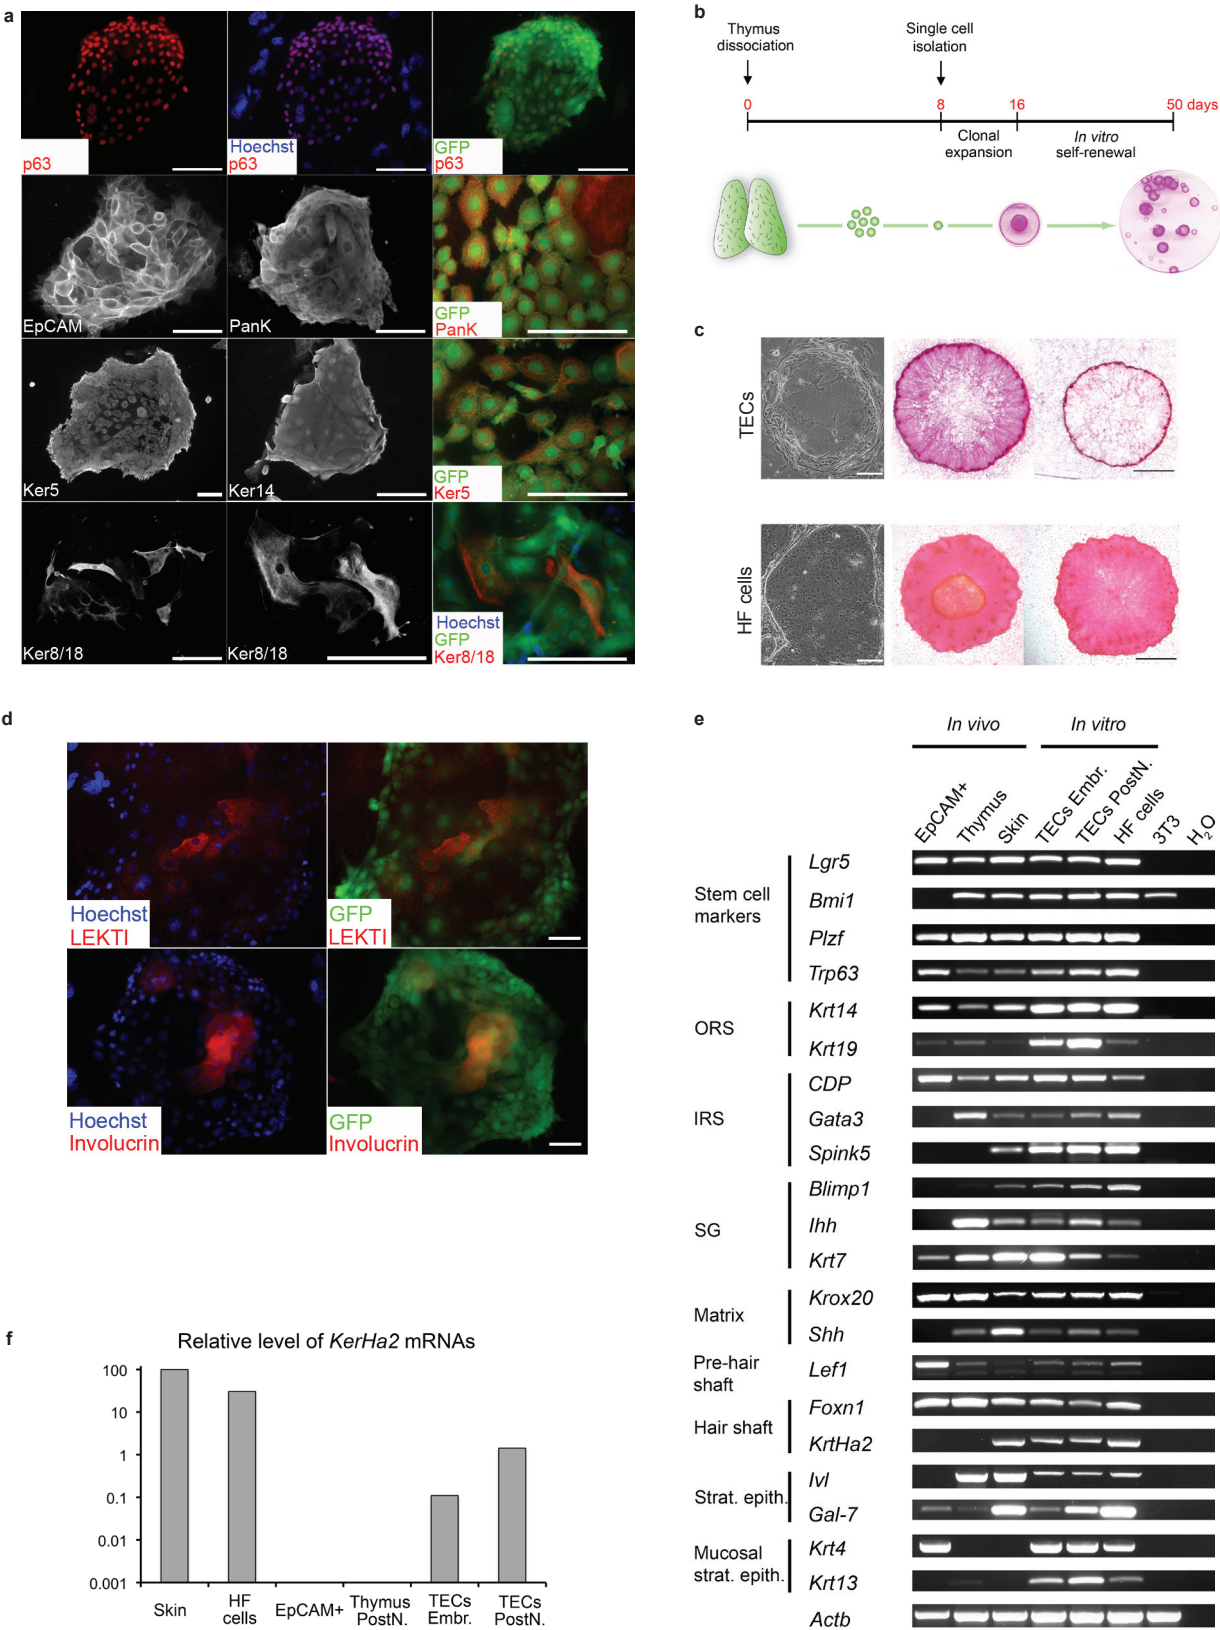 a
p63
Hoechst
p63
GFP
p63
EpCAM
PanK
GFP
PanK
Ker5
Ker14
GFP
Ker5
Ker8/18
Ker8/18
Hoechst
GFP
Ker8/18
b
Thymus
dissociation
Single cell
isolation
0
8
16
50 days
Clonal
expansion
In vitro
self-renewal
c
TECs
HF cells
d
Hoechst
LEKTI
GFP
LEKTI
Hoechst
Involucrin
GFP
Involucrin
e
In vivo
In vitro
EpCAM+
Thymus
Skin
TECs Embr.
TECs PostN.
HF cells
3T3
H2O
Stem cell
markers
Lgr5
Bmi1
Plzf
Trp63
ORS
Krt14
Krt19
IRS
CDP
Gata3
Spink5
SG
Blimp1
Ihh
Krt7
Matrix
Krox20
Shh
Pre-hair
shaft
Lef1
Hair shaft
Foxn1
KrtHa2
Strat. epith.
Ivl
Gal-7
Mucosal
strat. epith.
Krt4
Krt13
Actb
f
Relative level of KerHa2 mRNAs
100
10
1
0.1
0.01
0.001
Skin
HF
cells
EpCAM+
Thymus
PostN.
TECs
Embr.
TECs
PostN.